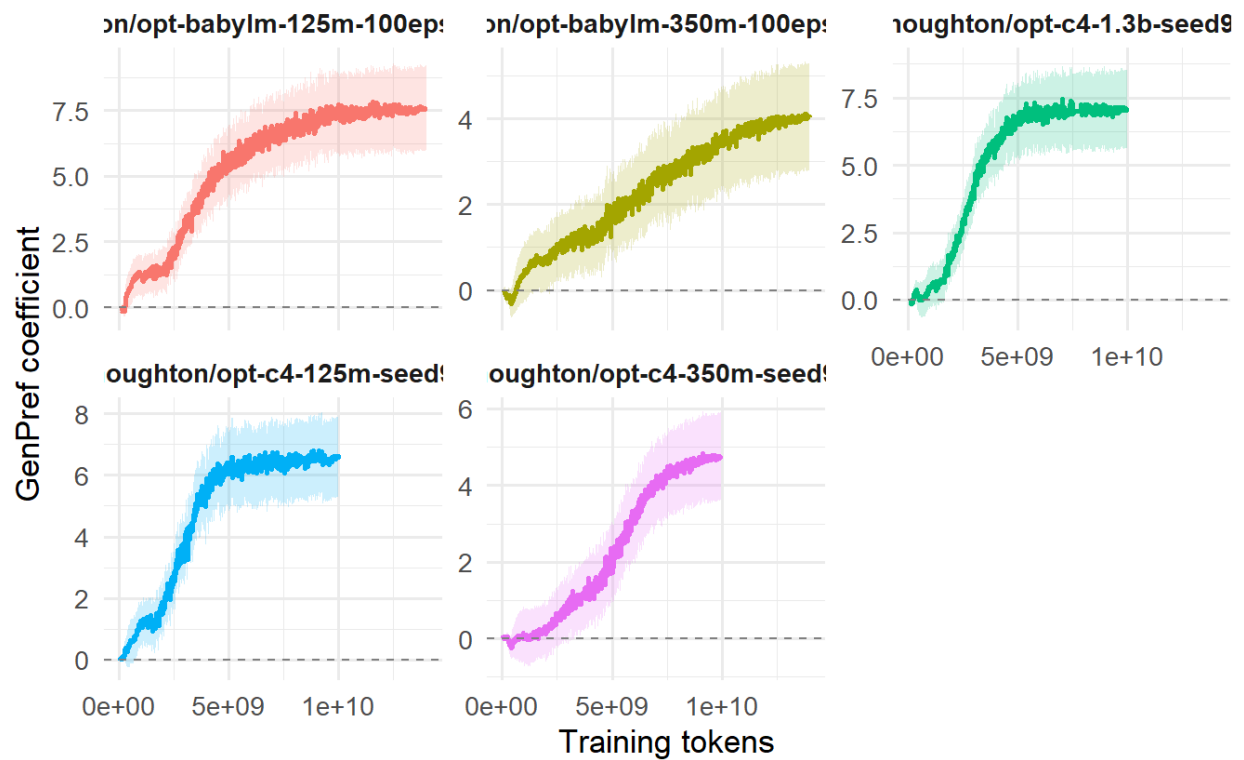 on/opt-babylm-125m-100eps
on/opt-babylm-350m-100eps
houghton/opt-c4-1.3b-seed9
7.5
5.0
2.5
0.0
4
2
0
7.5
5.0
2.5
0.0
0e+00 5e+09 1e+10
GenPref coefficient
oughton/opt-c4-125m-seed9
oughton/opt-c4-350m-seed9
8
6
4
2
0
6
4
2
0
0e+00 5e+09 1e+10
0e+00 5e+09 1e+10
Training tokens